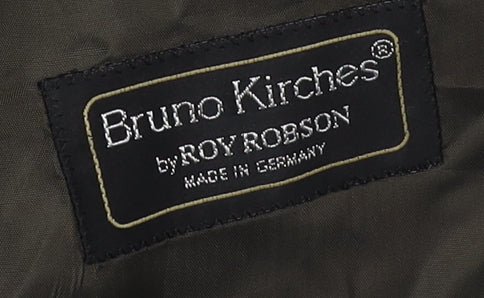 Bruno Kirches®
by ROY ROBSON
MADE IN GERMANY